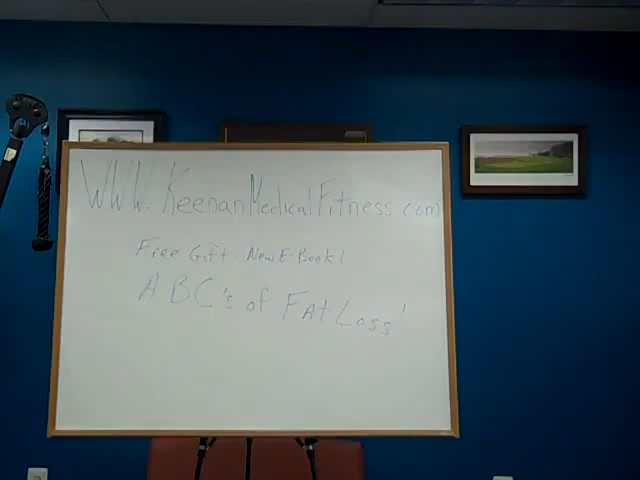 WWW.KeenanMedicalFitness.com
Free Gift New E-Book!
ABC's of Fat Loss'